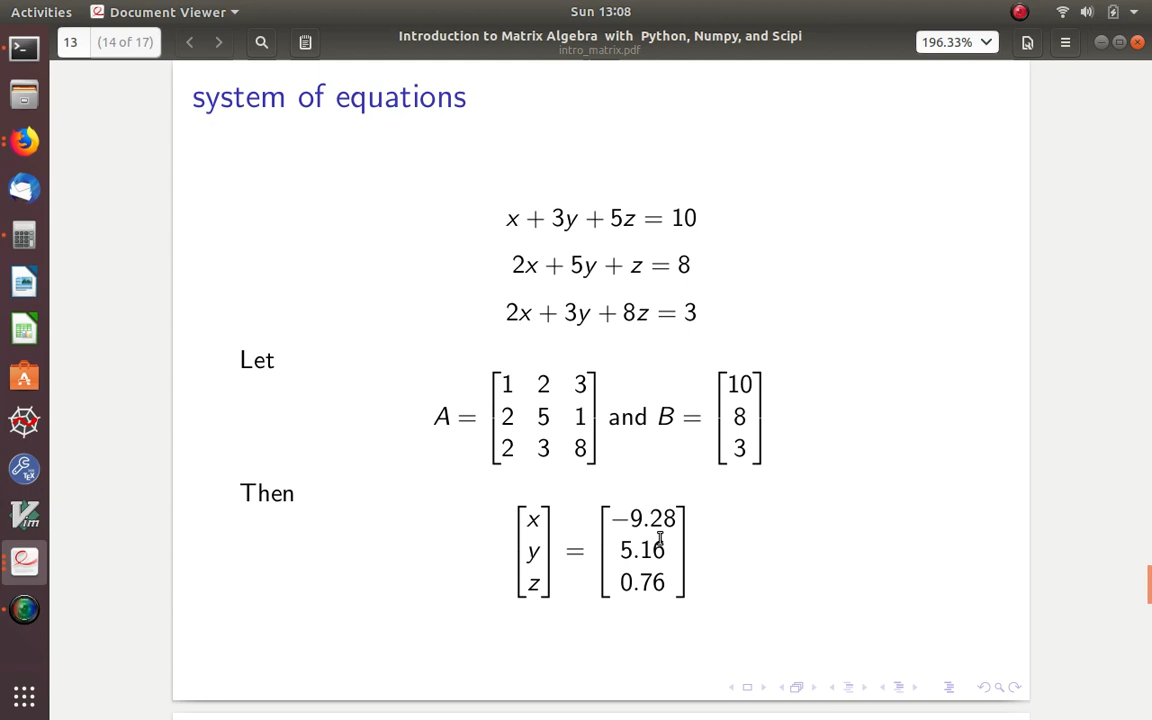 Activities Document Viewer Sun 13:08
13 (14 of 17) Introduction to Matrix Algebra with Python, Numpy, and Scipi 196.33%
intro_matrix.pdf
system of equations
x + 3y + 5z = 10
2x + 5y + z = 8
2x + 3y + 8z = 3
Let
A = [1 2 3; 2 5 1; 2 3 8] and B = [10; 8; 3]
Then
[x; y; z] = [−9.28; 5.16; 0.76]